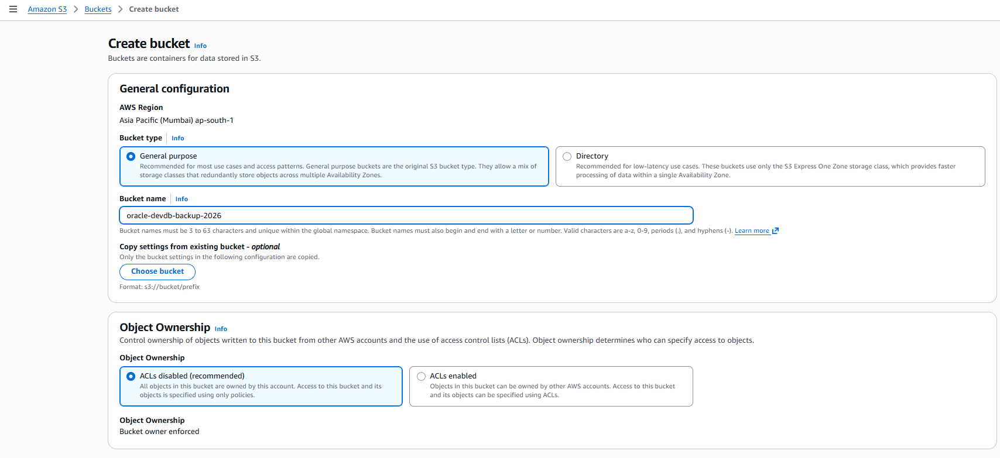 Amazon S3 > Buckets > Create bucket
Create bucket Info
Buckets are containers for data stored in S3.
General configuration
AWS Region
Asia Pacific (Mumbai) ap-south-1
Bucket type Info
General purpose
Recommended for most use cases and access patterns. General purpose buckets are the original S3 bucket type. They allow a mix of
storage classes that redundantly store objects across multiple Availability Zones.
Directory
Recommended for low-latency use cases. These buckets use only the S3 Express One Zone storage class, which provides faster
processing of data within a single Availability Zone.
Bucket name Info
oracle-devdb-backup-2026
Bucket names must be 3 to 63 characters and unique within the global namespace. Bucket names must also begin and end with a letter or number. Valid characters are a-z, 0-9, periods (.), and hyphens (-). Learn more
Copy settings from existing bucket - optional
Only the bucket settings in the following configuration are copied.
Choose bucket
Format: s3://bucket/prefix
Object Ownership Info
Control ownership of objects written to this bucket from other AWS accounts and the use of access control lists (ACLs). Object ownership determines who can specify access to objects.
Object Ownership
ACLs disabled (recommended)
All objects in this bucket are owned by this account. Access to this bucket and its
objects is specified using only policies.
ACLs enabled
Objects in this bucket can be owned by other AWS accounts. Access to this bucket
and its objects can be specified using ACLs.
Object Ownership
Bucket owner enforced